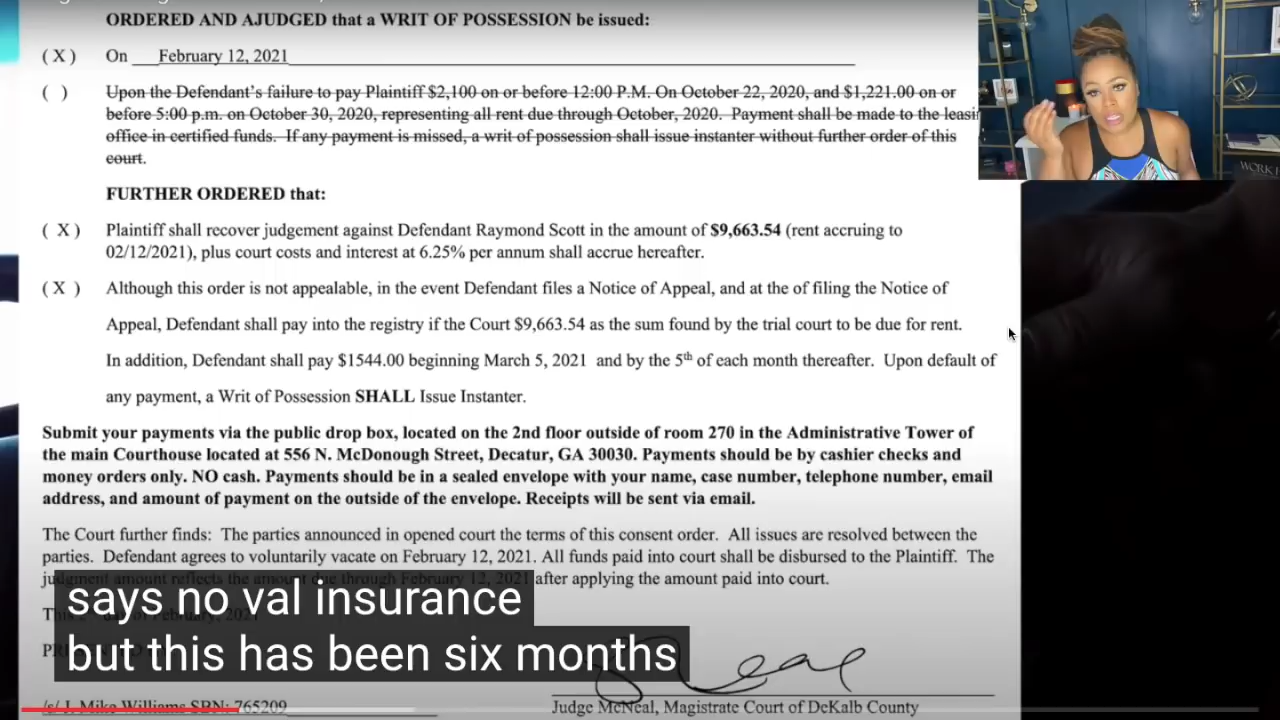 ORDERED AND AJUDGED that a WRIT OF POSSESSION be issued:
( X ) On February 12, 2021
( ) Upon the Defendant's failure to pay Plaintiff $2,100 on or before 12:00 P.M. On October 22, 2020, and $1,221.00 on or
before 5:00 p.m. on October 30, 2020, representing all rent due through October, 2020. Payment shall be made to the leasi
office in certified funds. If any payment is missed, a writ of possession shall issue instanter without further order of this
court.
FURTHER ORDERED that:
( X ) Plaintiff shall recover judgement against Defendant Raymond Scott in the amount of $9,663.54 (rent accruing to
02/12/2021), plus court costs and interest at 6.25% per annum shall accrue hereafter.
( X ) Although this order is not appealable, in the event Defendant files a Notice of Appeal, and at the of filing the Notice of
Appeal, Defendant shall pay into the registry if the Court $9,663.54 as the sum found by the trial court to be due for rent.
In addition, Defendant shall pay $1544.00 beginning March 5, 2021 and by the 5th of each month thereafter. Upon default of
any payment, a Writ of Possession SHALL Issue Instanter.
Submit your payments via the public drop box, located on the 2nd floor outside of room 270 in the Administrative Tower of
the main Courthouse located at 556 N. McDonough Street, Decatur, GA 30030. Payments should be by cashier checks and
money orders only. NO cash. Payments should be in a sealed envelope with your name, case number, telephone number, email
address, and amount of payment on the outside of the envelope. Receipts will be sent via email.
The Court further finds: The parties announced in opened court the terms of this consent order. All issues are resolved between the
parties. Defendant agrees to voluntarily vacate on February 12, 2021. All funds paid into court shall be disbursed to the Plaintiff. The
judgment amount reflects the amount due through February 12, 2021 after applying the amount paid into court.
says no val insurance
but this has been six months
/s/ J. Mike Williams SBN: 765209
Judge McNeal, Magistrate Court of DeKalb County
WORK